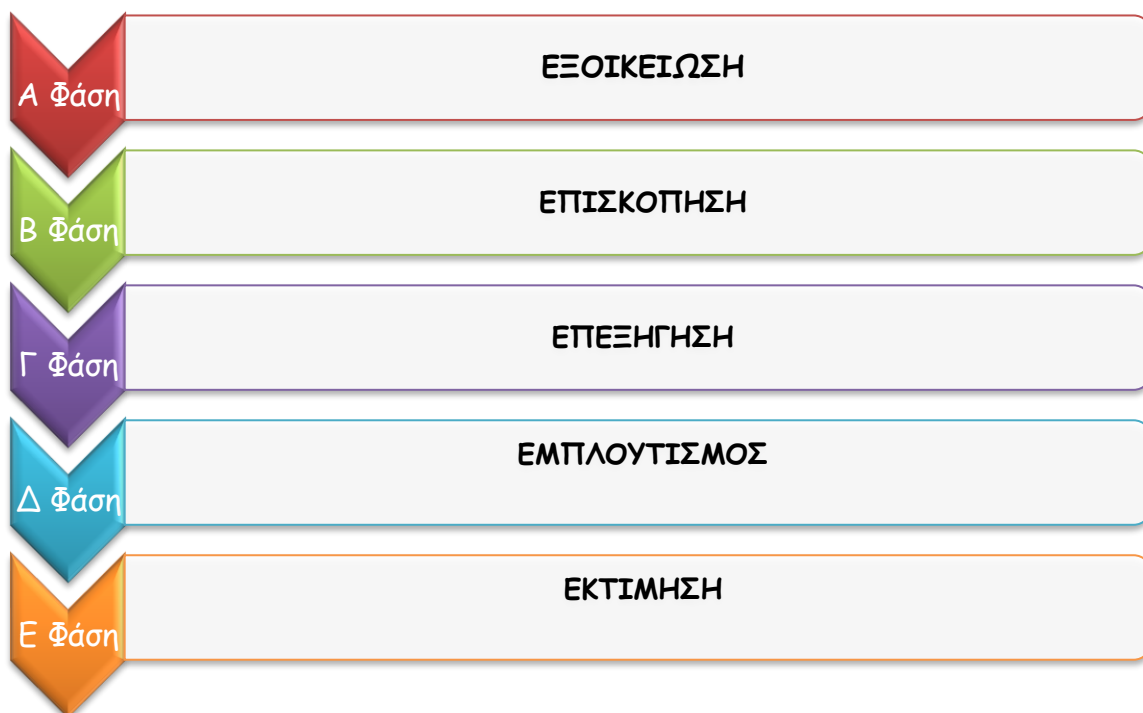 Α Φάση
ΕΞΟΙΚΕΙΩΣΗ
Β Φάση
ΕΠΙΣΚΟΠΗΣΗ
Γ Φάση
ΕΠΕΞΗΓΗΣΗ
Δ Φάση
ΕΜΠΛΟΥΤΙΣΜΟΣ
Ε Φάση
ΕΚΤΙΜΗΣΗ